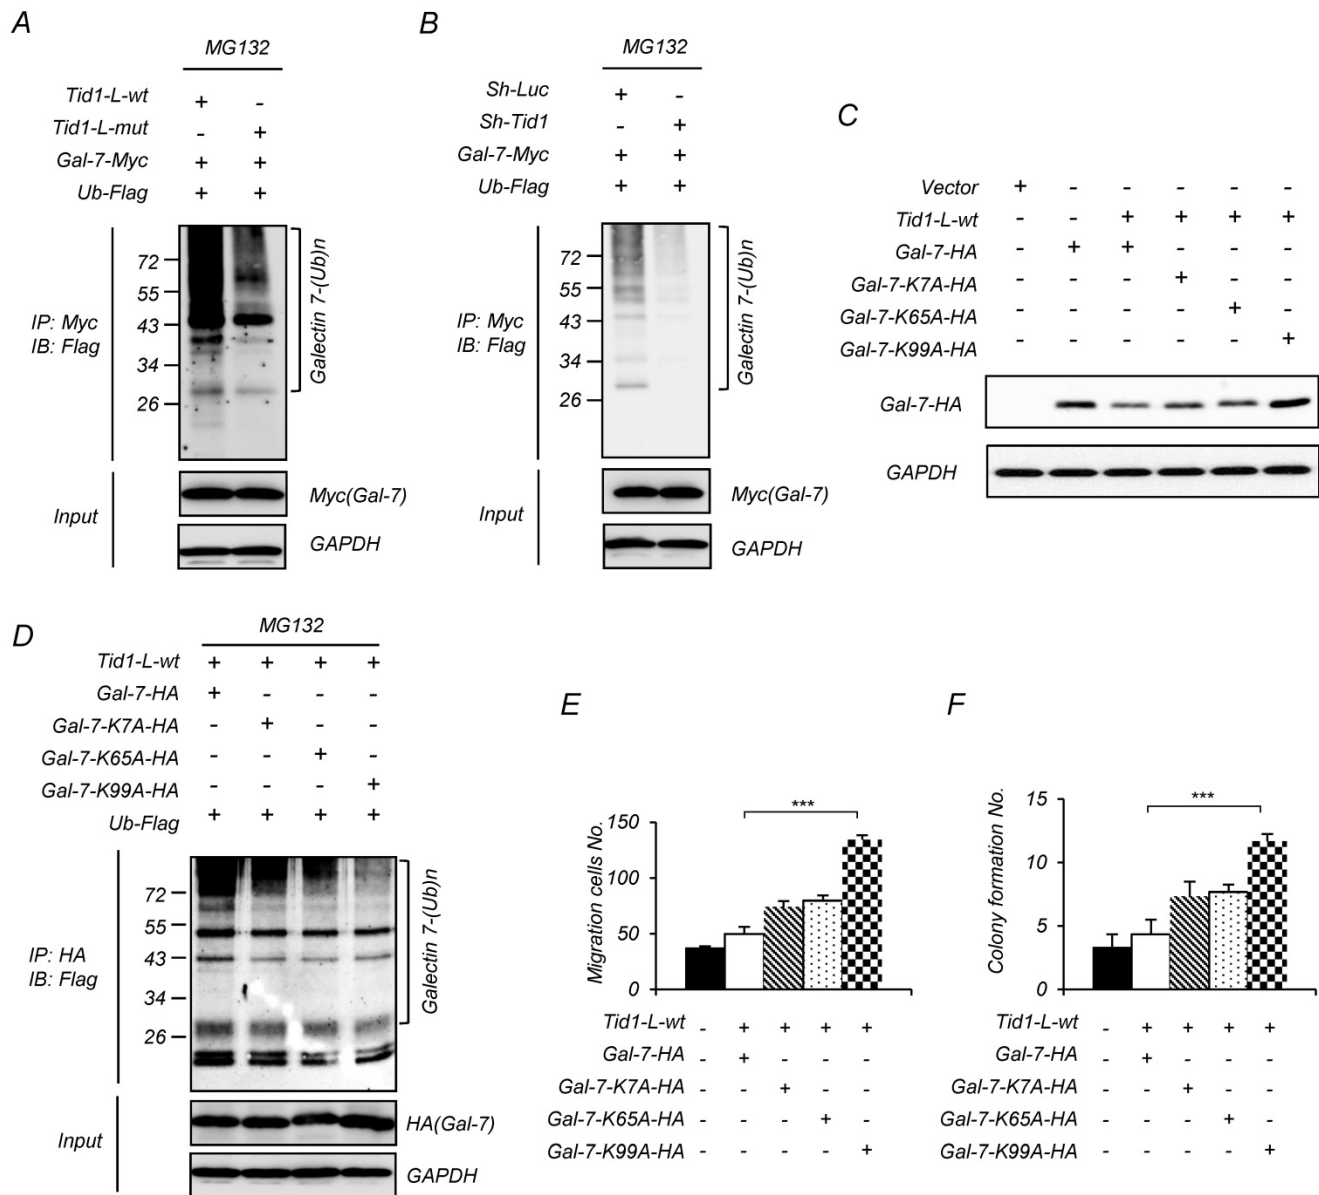 A
MG132
Tid1-L-wt + -
Tid1-L-mut - +
Gal-7-Myc + +
Ub-Flag + +
72
55
43
34
26
IP: Myc
IB: Flag
Galectin 7-(Ub)n
Input
Myc(Gal-7)
GAPDH
B
MG132
Sh-Luc + -
Sh-Tid1 - +
Gal-7-Myc + +
Ub-Flag + +
72
55
43
34
26
IP: Myc
IB: Flag
Galectin 7-(Ub)n
Input
Myc(Gal-7)
GAPDH
C
Vector + - - - - -
Tid1-L-wt - - + + + +
Gal-7-HA - + + - - -
Gal-7-K7A-HA - - - + - -
Gal-7-K65A-HA - - - - + -
Gal-7-K99A-HA - - - - - +
Gal-7-HA
GAPDH
D
MG132
Tid1-L-wt + + + +
Gal-7-HA + - - -
Gal-7-K7A-HA - + - -
Gal-7-K65A-HA - - + -
Gal-7-K99A-HA - - - +
Ub-Flag + + + +
72
55
43
34
26
IP: HA
IB: Flag
Galectin 7-(Ub)n
Input
HA(Gal-7)
GAPDH
E
***
Migration cells No.
150
100
50
0
Tid1-L-wt - + + + +
Gal-7-HA - + - - -
Gal-7-K7A-HA - - + - -
Gal-7-K65A-HA - - - + -
Gal-7-K99A-HA - - - - +
F
***
Colony formation No.
15
10
5
0
Tid1-L-wt - + + + +
Gal-7-HA - + - - -
Gal-7-K7A-HA - - + - -
Gal-7-K65A-HA - - - + -
Gal-7-K99A-HA - - - - +